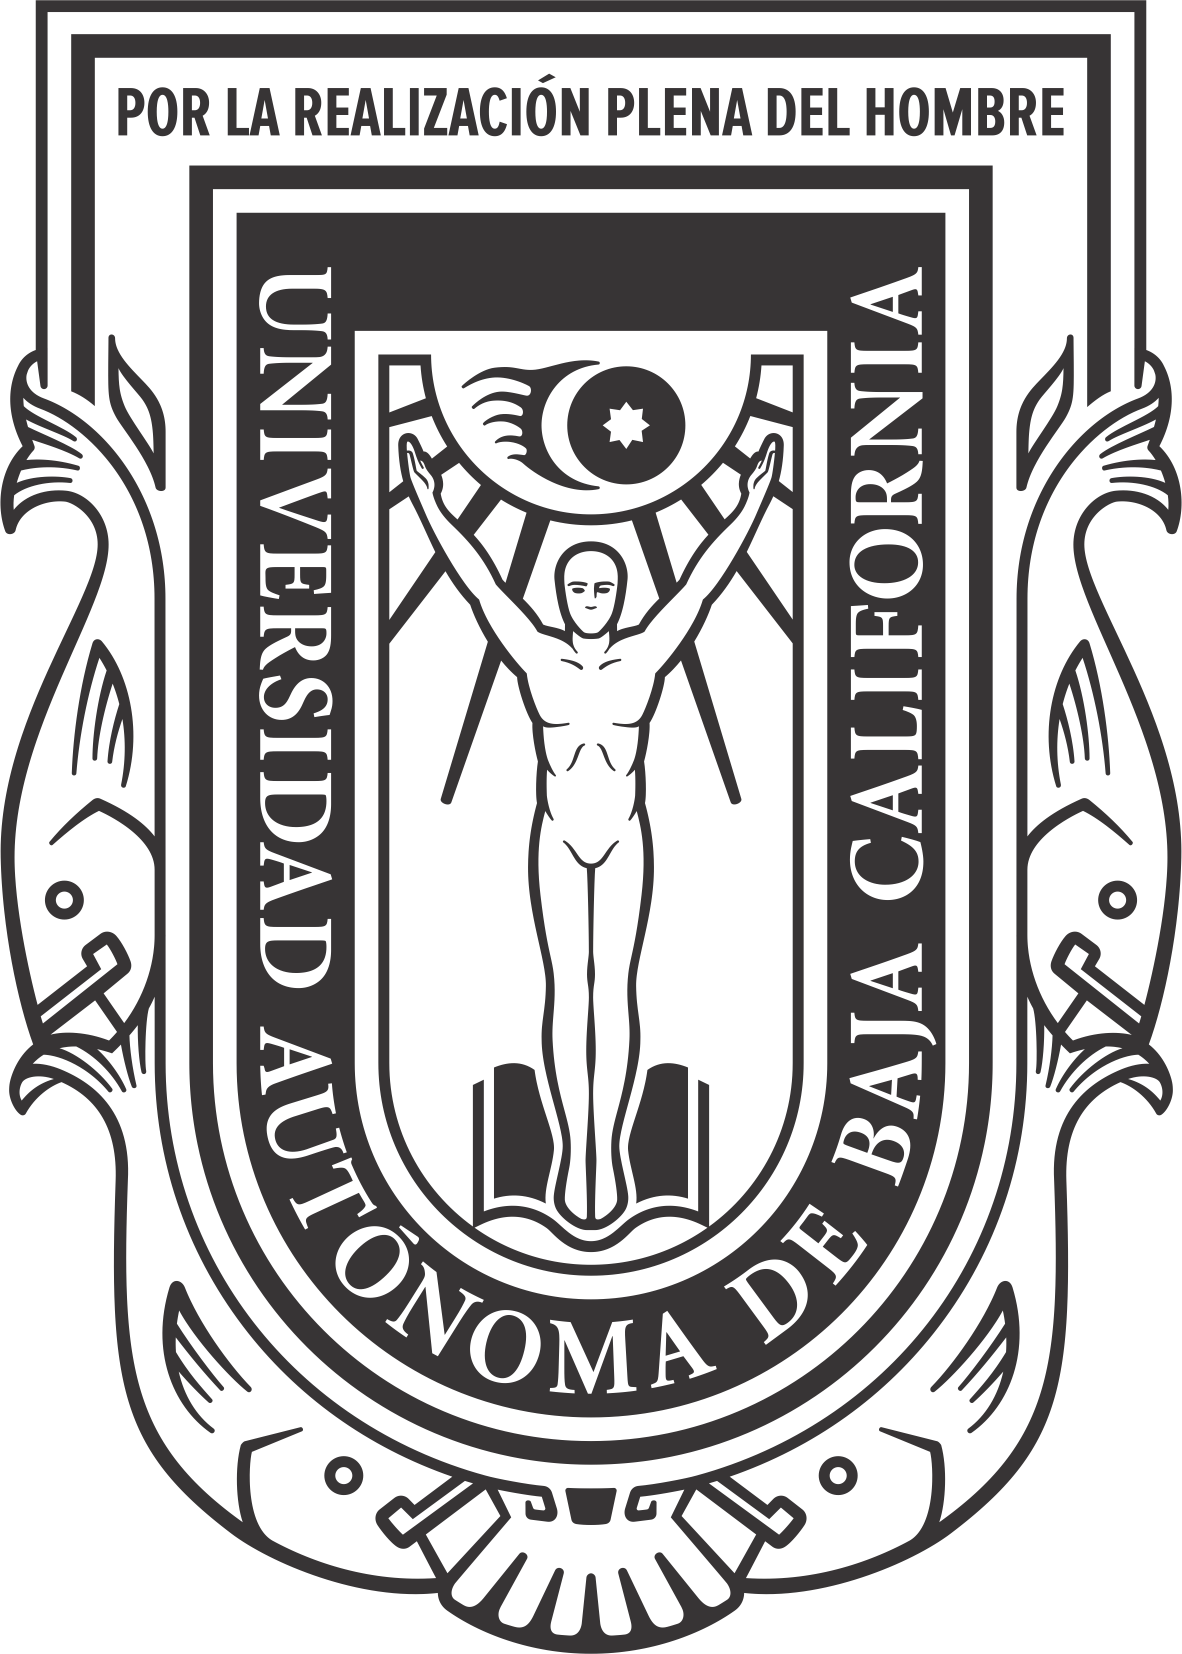 POR LA REALIZACIÓN PLENA DEL HOMBRE
UNIVERSIDAD AUTÓNOMA DE BAJA CALIFORNIA